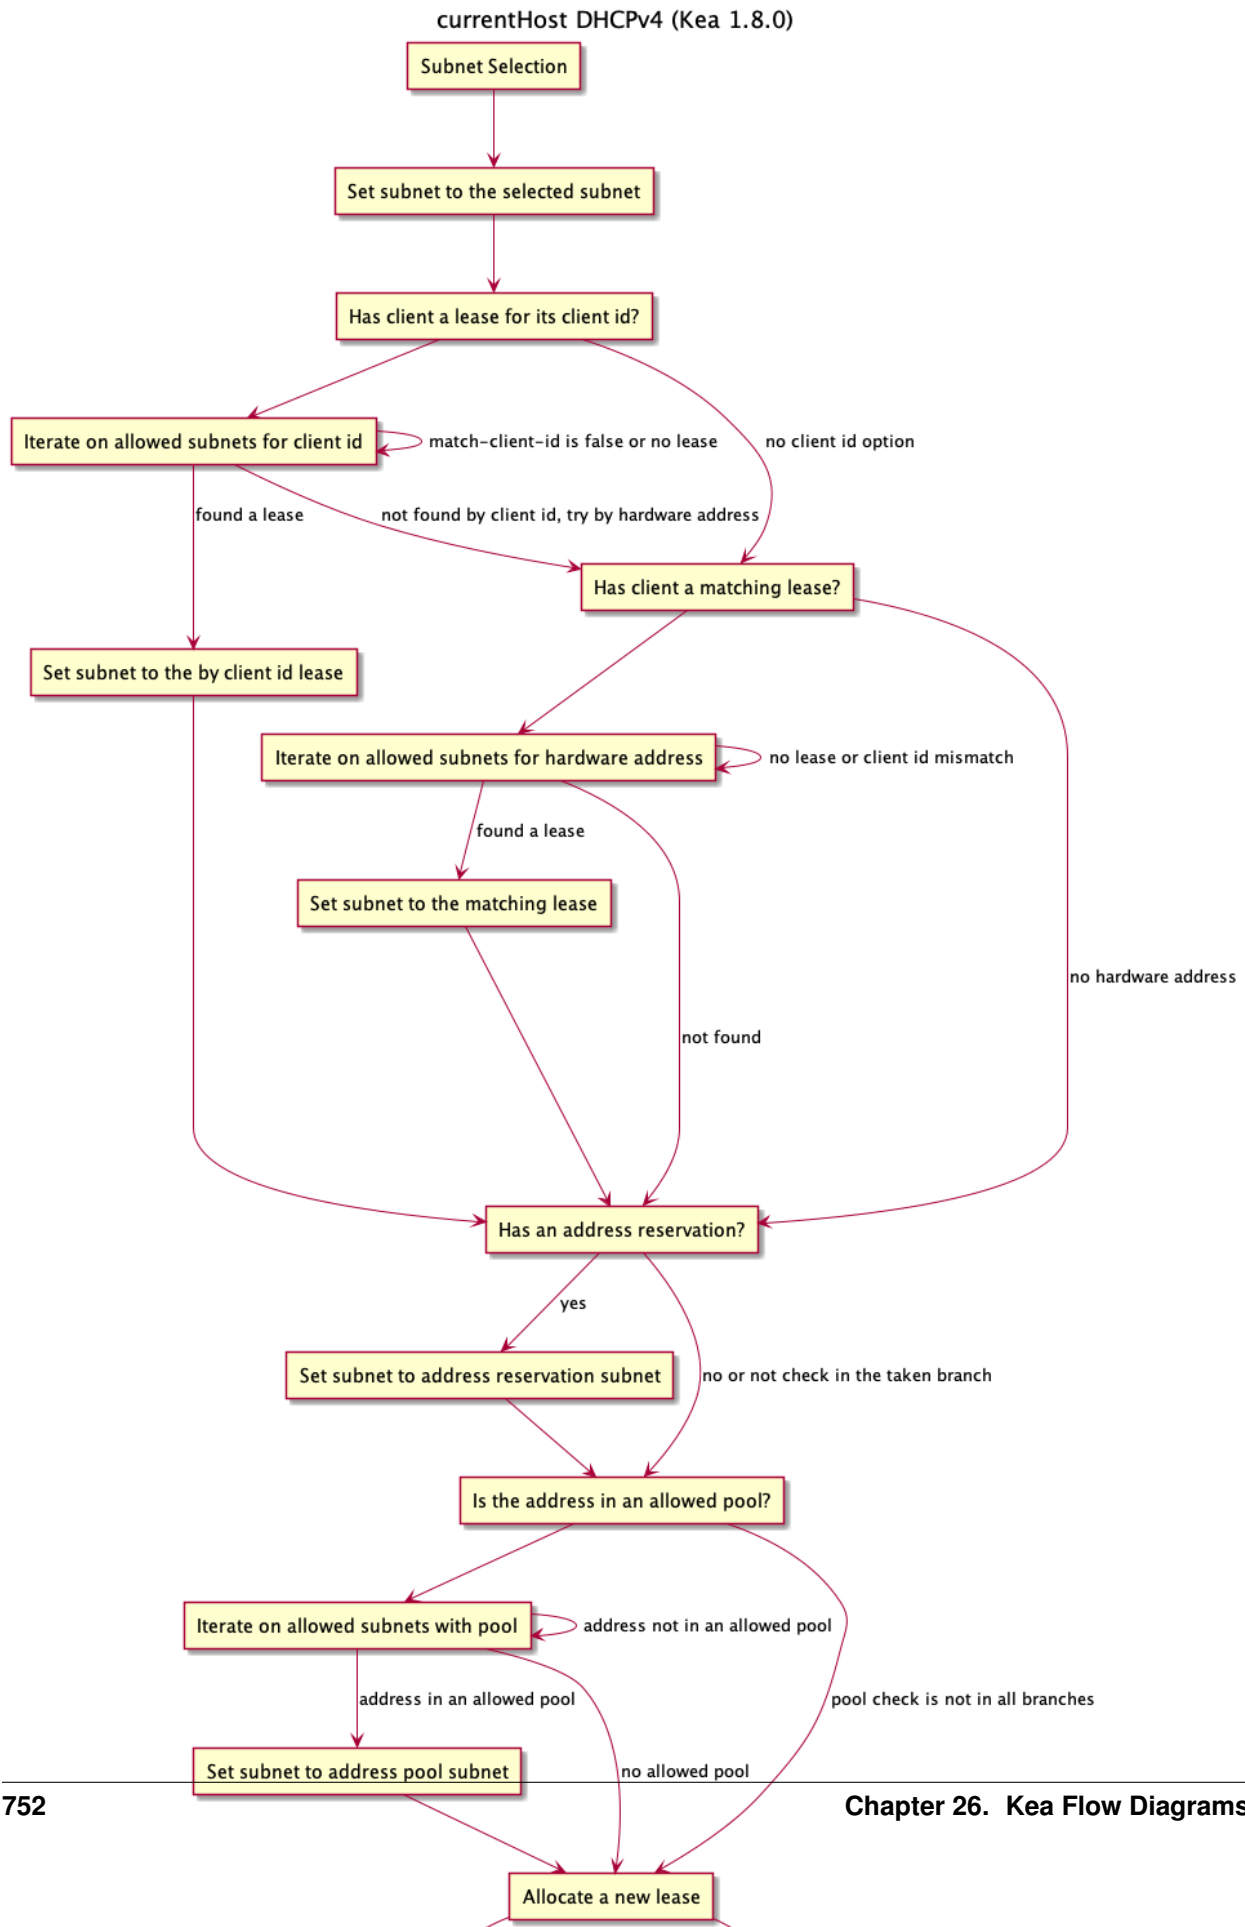 currentHost DHCPv4 (Kea 1.8.0)
Subnet Selection
Set subnet to the selected subnet
Has client a lease for its client id?
Iterate on allowed subnets for client id
match-client-id is false or no lease
no client id option
found a lease
not found by client id, try by hardware address
Has client a matching lease?
Set subnet to the by client id lease
Iterate on allowed subnets for hardware address
no lease or client id mismatch
found a lease
Set subnet to the matching lease
no hardware address
not found
Has an address reservation?
yes
Set subnet to address reservation subnet
no or not check in the taken branch
Is the address in an allowed pool?
Iterate on allowed subnets with pool
address not in an allowed pool
address in an allowed pool
pool check is not in all branches
Set subnet to address pool subnet
no allowed pool
752
Chapter 26. Kea Flow Diagrams
Allocate a new lease